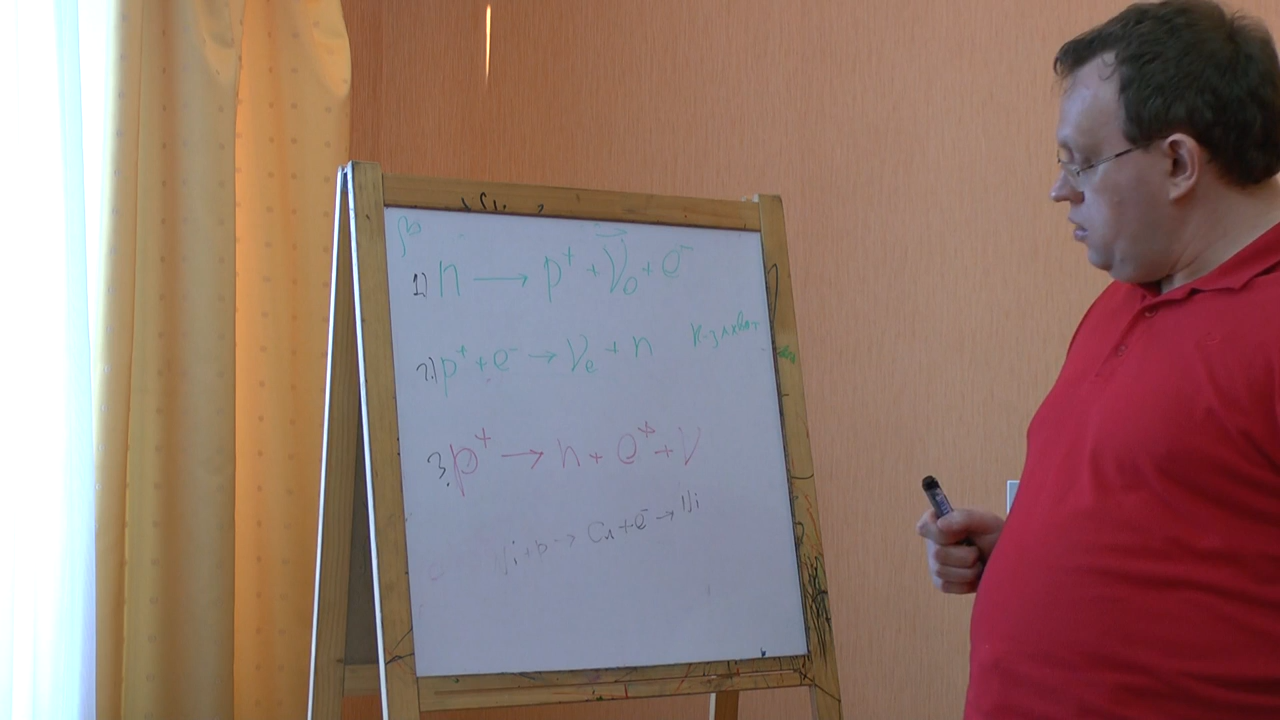 β
1) n → p⁺ + ν̃₀ + e⁻
2.) p⁺ + e⁻ → νₑ + n К-захват
3. p⁺ → n + e⁺ + ν
Ni + p → Cu + e⁻ → Ni